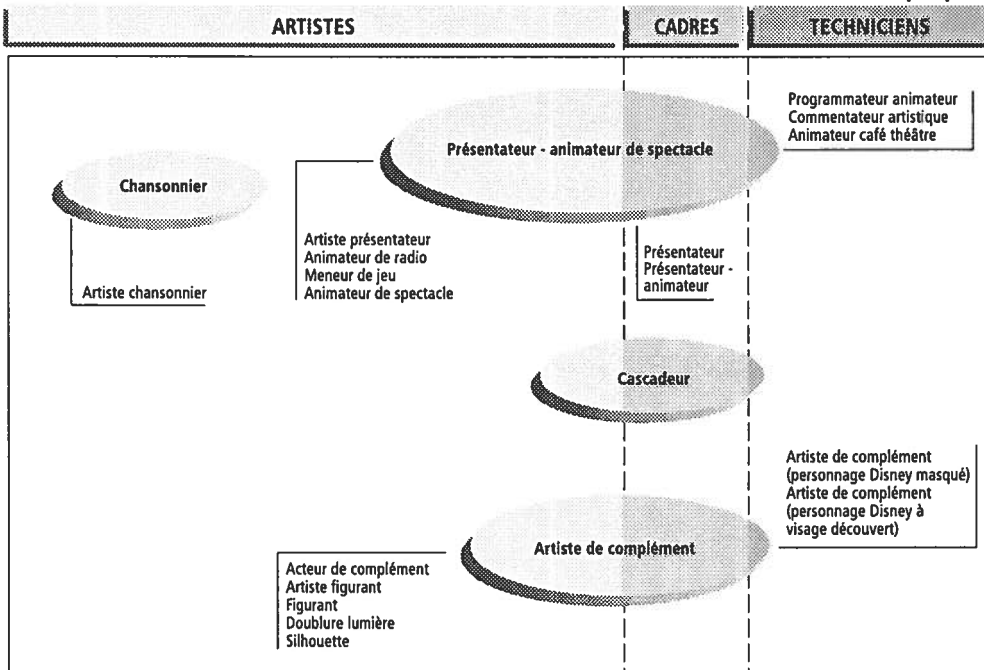 ARTISTES
CADRES
TECHNICIENS
Programmateur animateur
Commentateur artistique
Animateur café théâtre
Présentateur - animateur de spectacle
Chansonnier
Artiste présentateur
Animateur de radio
Meneur de jeu
Animateur de spectacle
Présentateur
Présentateur -
animateur
Artiste chansonnier
Cascadeur
Artiste de complément
(personnage Disney masqué)
Artiste de complément
(personnage Disney à
visage découvert)
Artiste de complément
Acteur de complément
Artiste figurant
Figurant
Doublure lumière
Silhouette